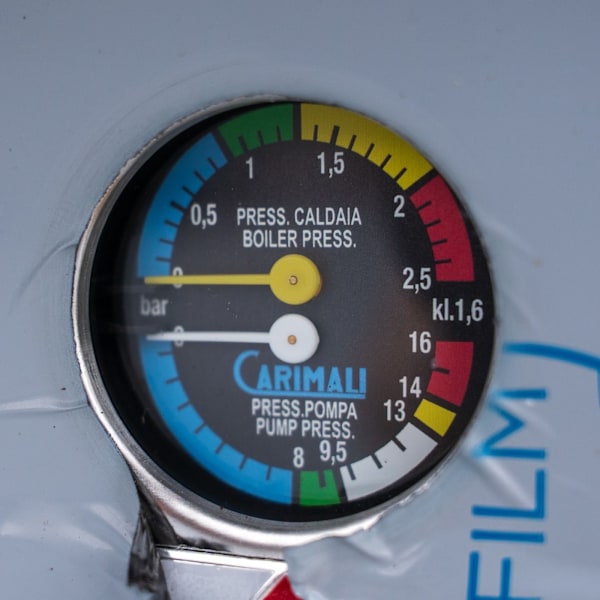 1
1,5
0,5
2
PRESS. CALDAIA
BOILER PRESS.
0
2,5
bar
kl.1,6
0
16
CARIMALI
14
PRESS.POMPA
13
PUMP PRESS.
8
9,5
FILM